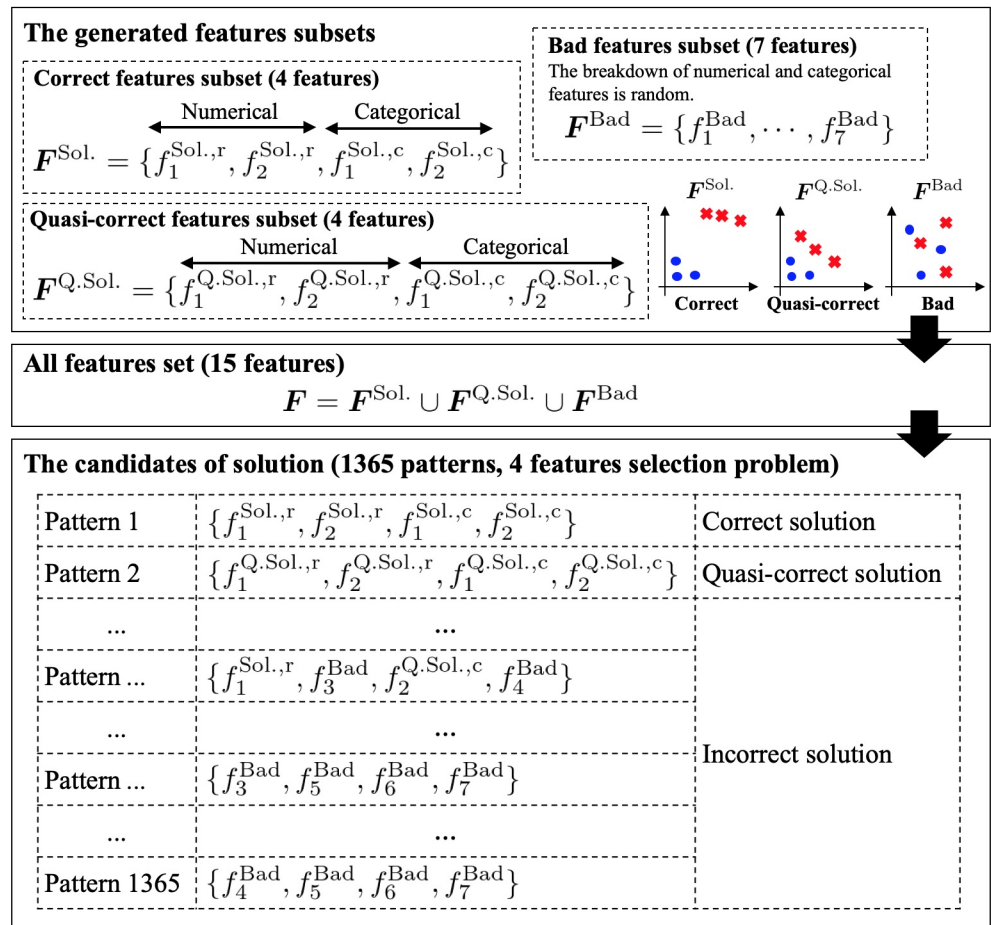 The generated features subsets
Correct features subset (4 features)
Numerical Categorical
F^Sol. = {f_1^Sol.,r, f_2^Sol.,r, f_1^Sol.,c, f_2^Sol.,c}
Quasi-correct features subset (4 features)
Numerical Categorical
F^Q.Sol. = {f_1^Q.Sol.,r, f_2^Q.Sol.,r, f_1^Q.Sol.,c, f_2^Q.Sol.,c}
Bad features subset (7 features)
The breakdown of numerical and categorical
features is random.
F^Bad = {f_1^Bad, ⋯ , f_7^Bad}
F^Sol. F^Q.Sol. F^Bad
Correct Quasi-correct Bad
All features set (15 features)
F = F^Sol. ∪ F^Q.Sol. ∪ F^Bad
The candidates of solution (1365 patterns, 4 features selection problem)
Pattern 1 {f_1^Sol.,r, f_2^Sol.,r, f_1^Sol.,c, f_2^Sol.,c} Correct solution
Pattern 2 {f_1^Q.Sol.,r, f_2^Q.Sol.,r, f_1^Q.Sol.,c, f_2^Q.Sol.,c} Quasi-correct solution
... ...
Pattern ... {f_1^Sol.,r, f_3^Bad, f_2^Q.Sol.,c, f_4^Bad}
... ...
Incorrect solution
Pattern ... {f_3^Bad, f_5^Bad, f_6^Bad, f_7^Bad}
... ...
Pattern 1365 {f_4^Bad, f_5^Bad, f_6^Bad, f_7^Bad}